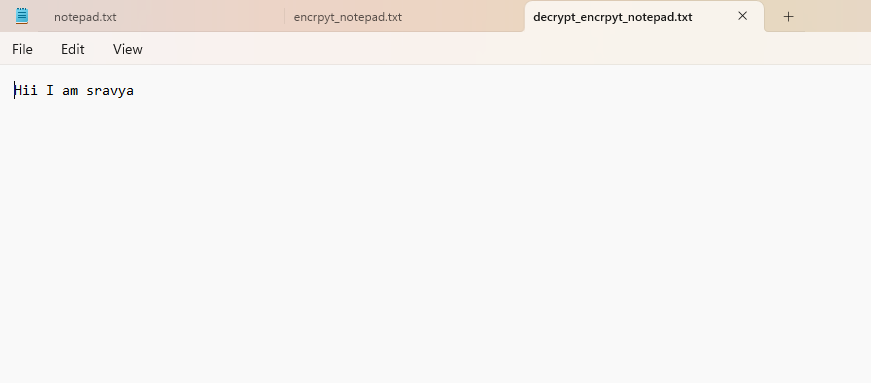 notepad.txt encrpyt_notepad.txt decrypt_encrpyt_notepad.txt
File Edit View
Hii I am sravya